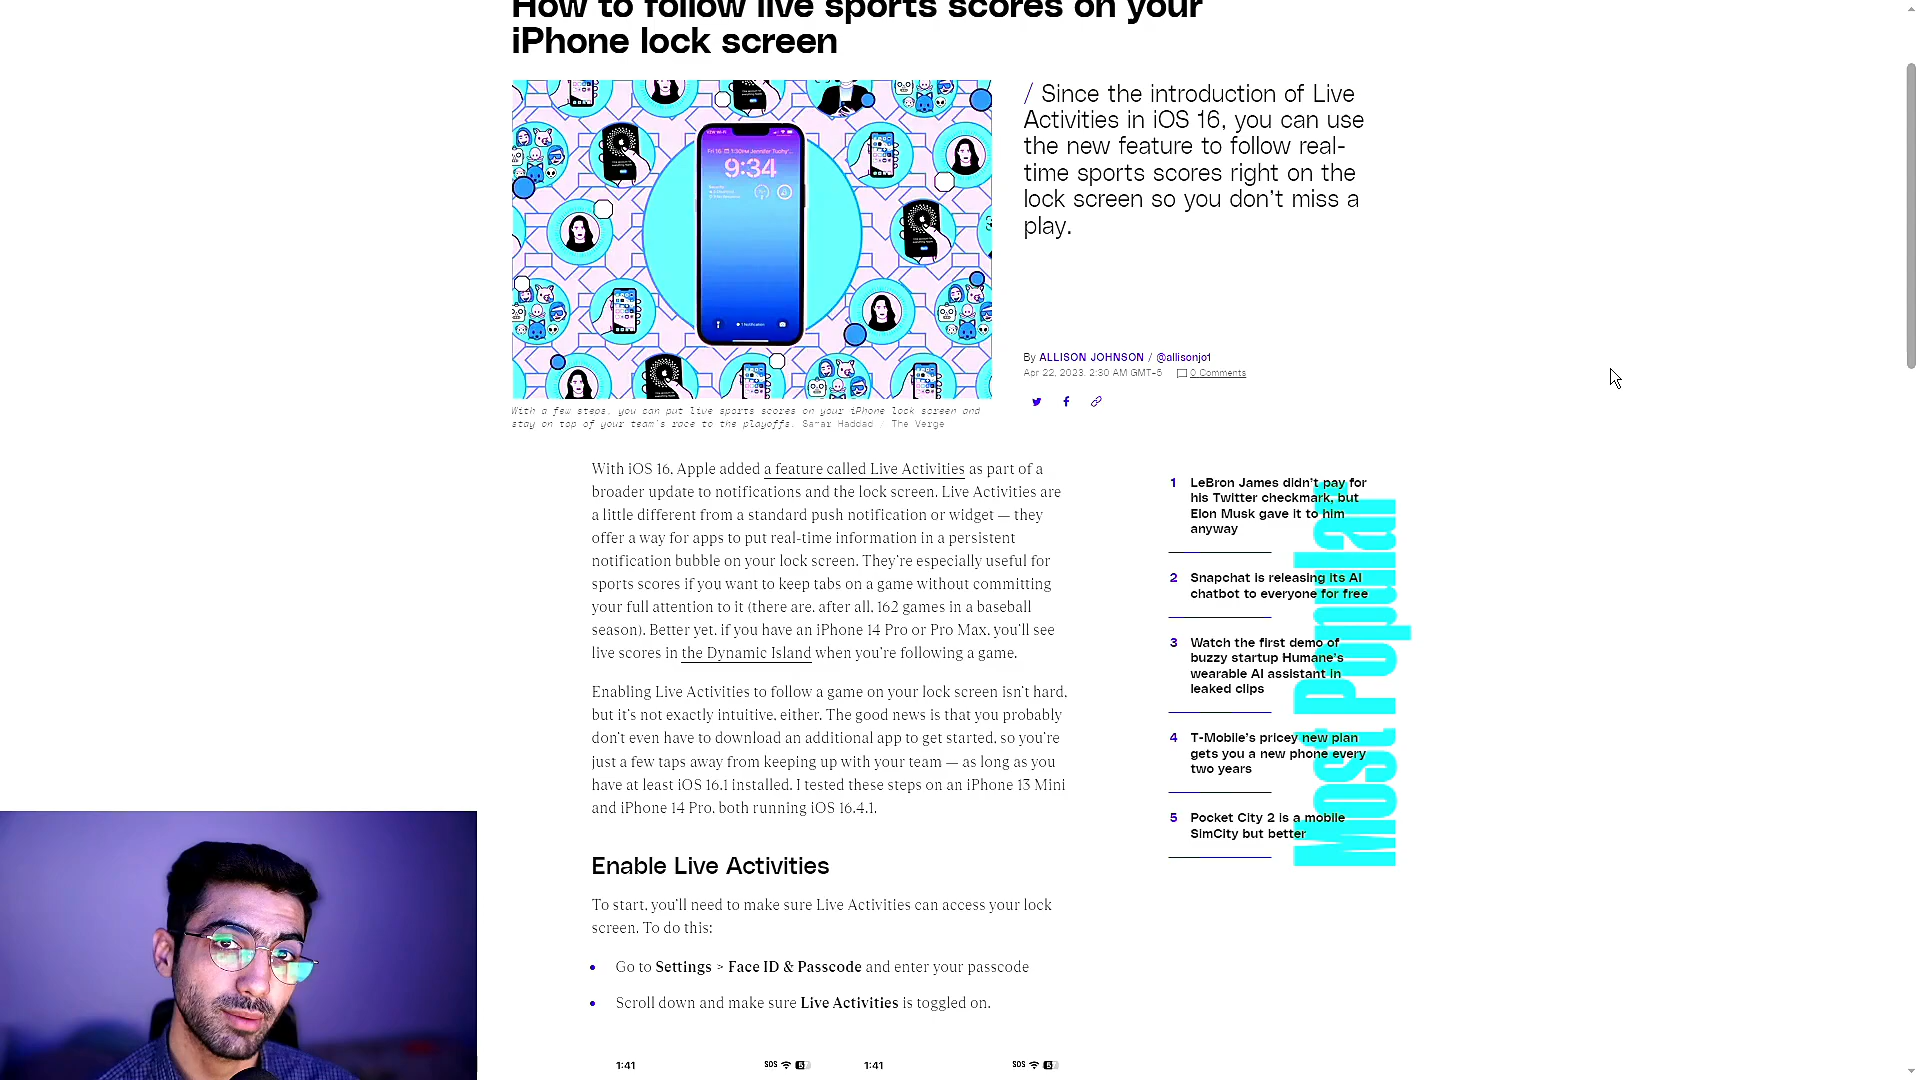 How to follow live sports scores on your
iPhone lock screen
9:34
/ Since the introduction of Live
Activities in iOS 16, you can use
the new feature to follow real-
time sports scores right on the
lock screen so you don't miss a
play.
By ALLISON JOHNSON / @allisonjo1
Apr 22, 2023, 2:30 AM GMT-5 0 Comments
With a few steps, you can put live sports scores on your iPhone lock screen and
stay on top of your team's race to the playoffs. Samar Haddad / The Verge
With iOS 16, Apple added a feature called Live Activities as part of a
broader update to notifications and the lock screen. Live Activities are
a little different from a standard push notification or widget — they
offer a way for apps to put real-time information in a persistent
notification bubble on your lock screen. They're especially useful for
sports scores if you want to keep tabs on a game without committing
your full attention to it (there are, after all, 162 games in a baseball
season). Better yet, if you have an iPhone 14 Pro or Pro Max, you'll see
live scores in the Dynamic Island when you're following a game.
Enabling Live Activities to follow a game on your lock screen isn't hard,
but it's not exactly intuitive, either. The good news is that you probably
don't even have to download an additional app to get started, so you're
just a few taps away from keeping up with your team — as long as you
have at least iOS 16.1 installed. I tested these steps on an iPhone 13 Mini
and iPhone 14 Pro, both running iOS 16.4.1.
Enable Live Activities
To start, you'll need to make sure Live Activities can access your lock
screen. To do this:
• Go to Settings > Face ID & Passcode and enter your passcode
• Scroll down and make sure Live Activities is toggled on.
1:41 SOS 1:41 SOS
Most Popular
1 LeBron James didn't pay for
his Twitter checkmark, but
Elon Musk gave it to him
anyway
2 Snapchat is releasing its AI
chatbot to everyone for free
3 Watch the first demo of
buzzy startup Humane's
wearable AI assistant in
leaked clips
4 T-Mobile's pricey new plan
gets you a new phone every
two years
5 Pocket City 2 is a mobile
SimCity but better